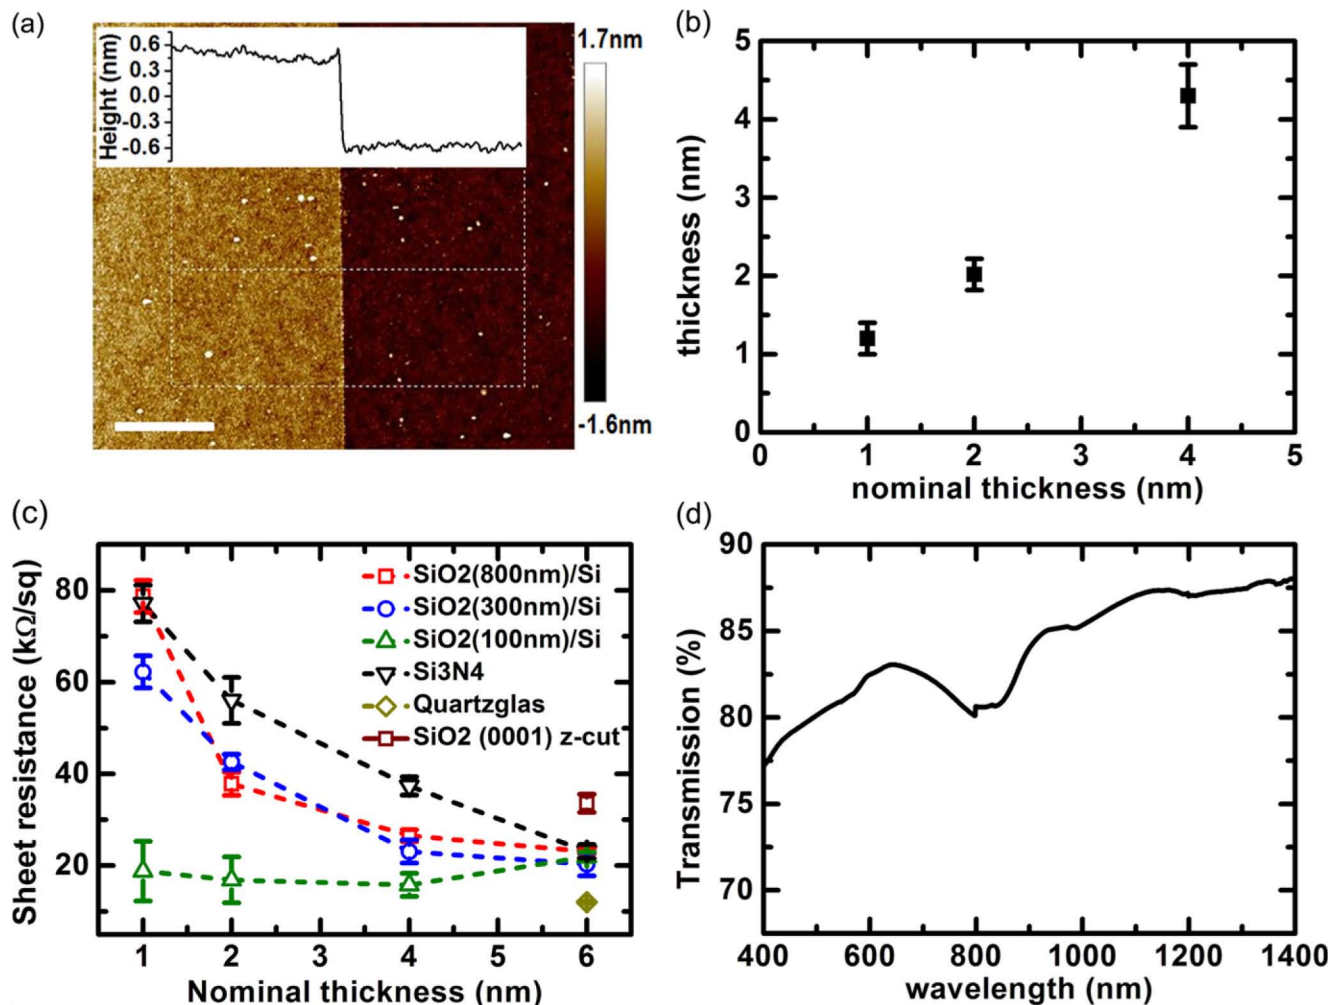 (a)
1.7nm
Height (nm)
0.6
0.3
0.0
-0.3
-0.6
-1.6nm
(b)
thickness (nm)
5
4
3
2
1
0
0 1 2 3 4 5
nominal thickness (nm)
(c)
Sheet resistance (kΩ/sq)
80
60
40
20
SiO2(800nm)/Si
SiO2(300nm)/Si
SiO2(100nm)/Si
Si3N4
Quartzglas
SiO2 (0001) z-cut
1 2 3 4 5 6
Nominal thickness (nm)
(d)
Transmission (%)
90
85
80
75
70
400 600 800 1000 1200 1400
wavelength (nm)